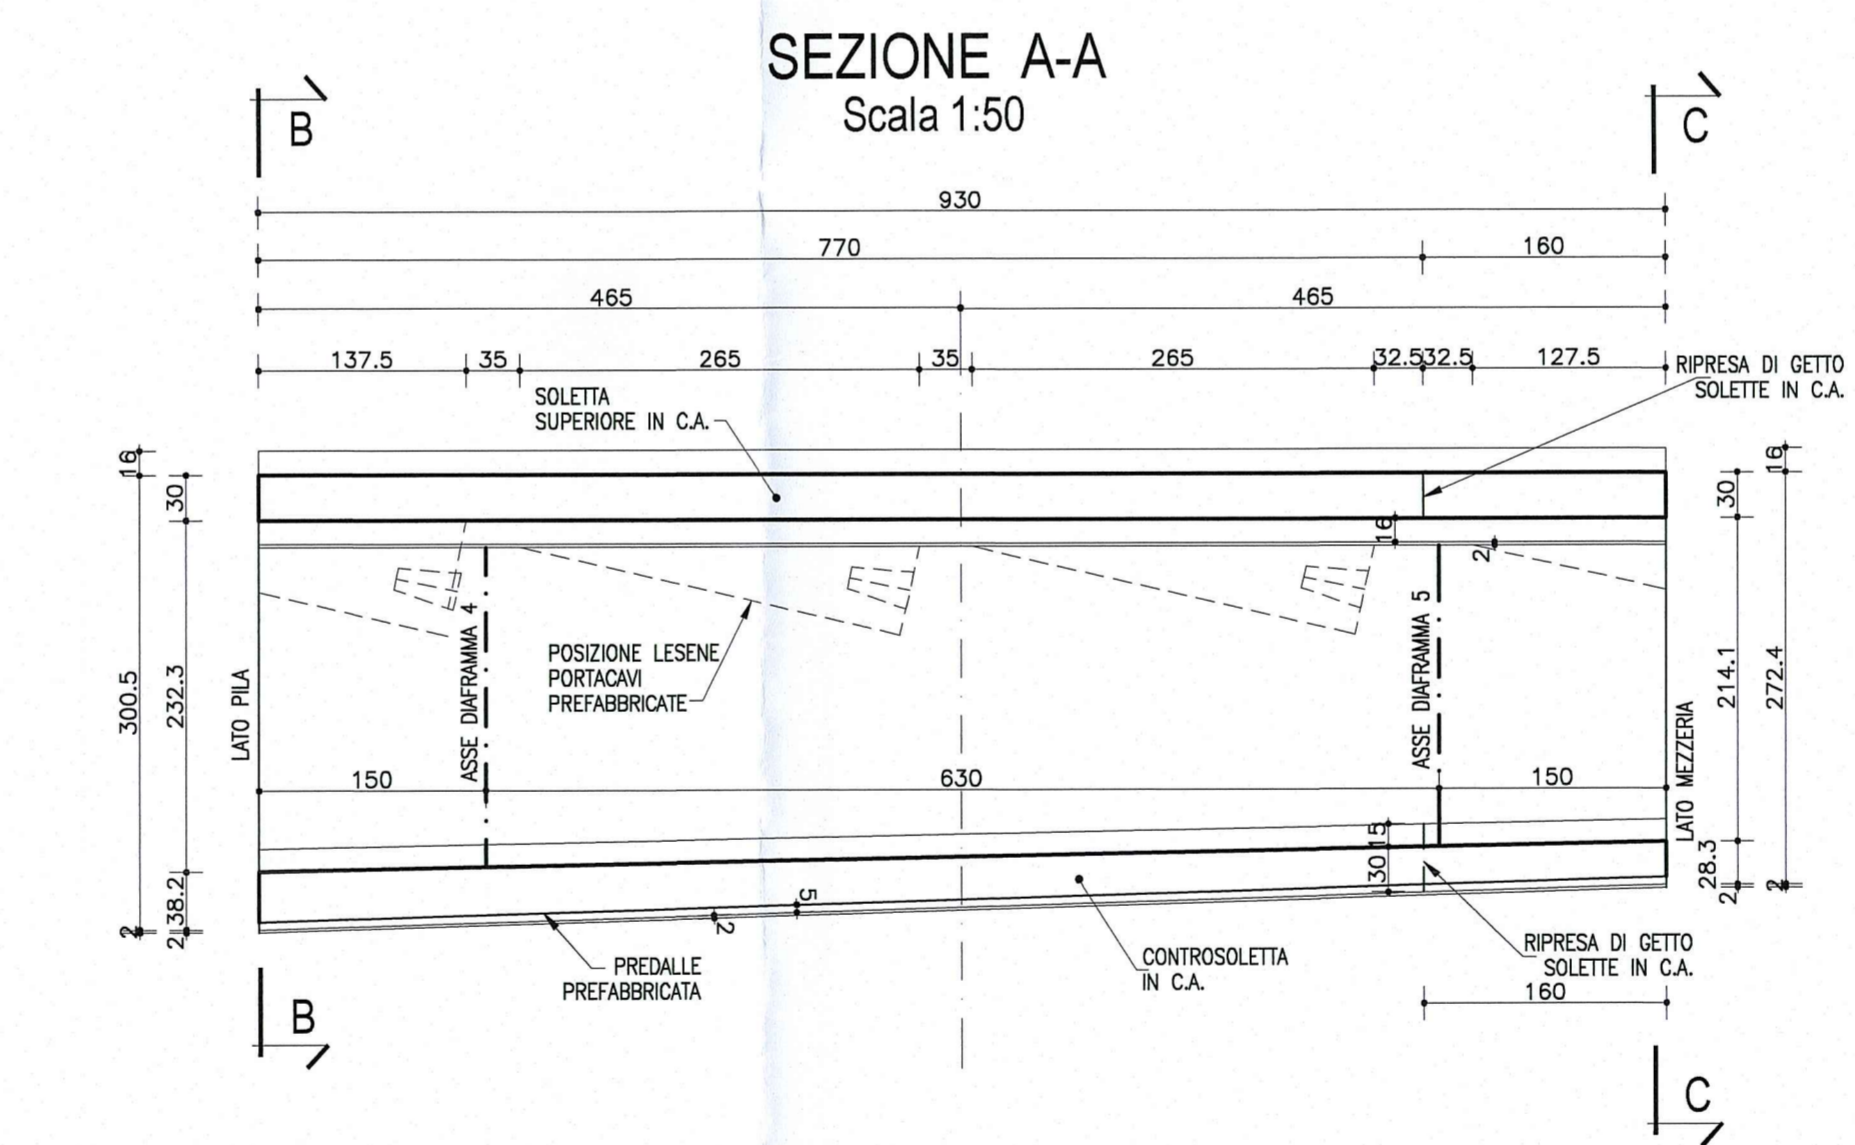 SEZIONE A-A
Scala 1:50
B
C
930
770
160
465
465
137.5
35
265
35
265
32.5
32.5
127.5
RIPRESA DI GETTO
SOLETTE IN C.A.
SOLETTA
SUPERIORE IN C.A.
16
30
16
30
16
2
300.5
232.3
LATO PILA
ASSE DIAFRAMMA 4
POSIZIONE LESENE
PORTACAVI
PREFABBRICATE
ASSE DIAFRAMMA 5
214.1
272.4
LATO MEZZERIA
150
630
150
15
30
28.3
2
2
38.2
2
2
5
2
PREDALLE
PREFABBRICATA
CONTROSOLETTA
IN C.A.
RIPRESA DI GETTO
SOLETTE IN C.A.
160
B
C